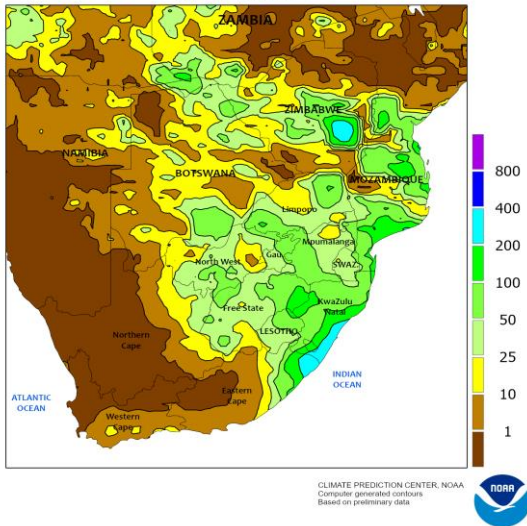 ZAMBIA
ZIMBABWE
NAMIBIA
BOTSWANA
MOZAMBIQUE
Limpopo
Mpumalanga
North West
Gau.
SWAZ.
Free State
KwaZulu
Natal
LESOTHO
Northern
Cape
INDIAN
OCEAN
Eastern
Cape
ATLANTIC
OCEAN
Western
Cape
800
400
200
100
50
25
10
1
CLIMATE PREDICTION CENTER, NOAA
Computer generated contours
Based on preliminary data
NOAA